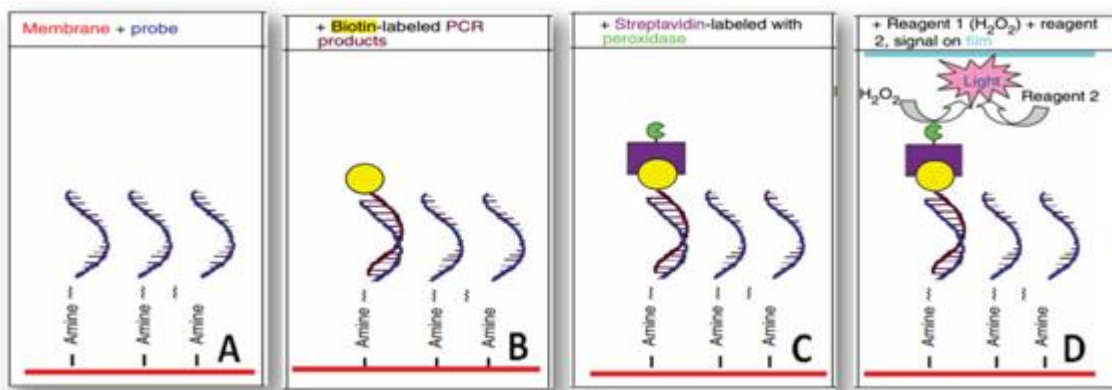 Membrane + probe
Amine ~
Amine ~
Amine
A
+ Biotin-labeled PCR
products
Amine ~
Amine ~
Amine
B
+ Streptavidin-labeled with
peroxidase
Amine ~
Amine ~
Amine
C
+ Reagent 1 (H₂O₂) + reagent
2, signal on film
Light
H₂O₂
Reagent 2
Amine ~
Amine ~
Amine
D